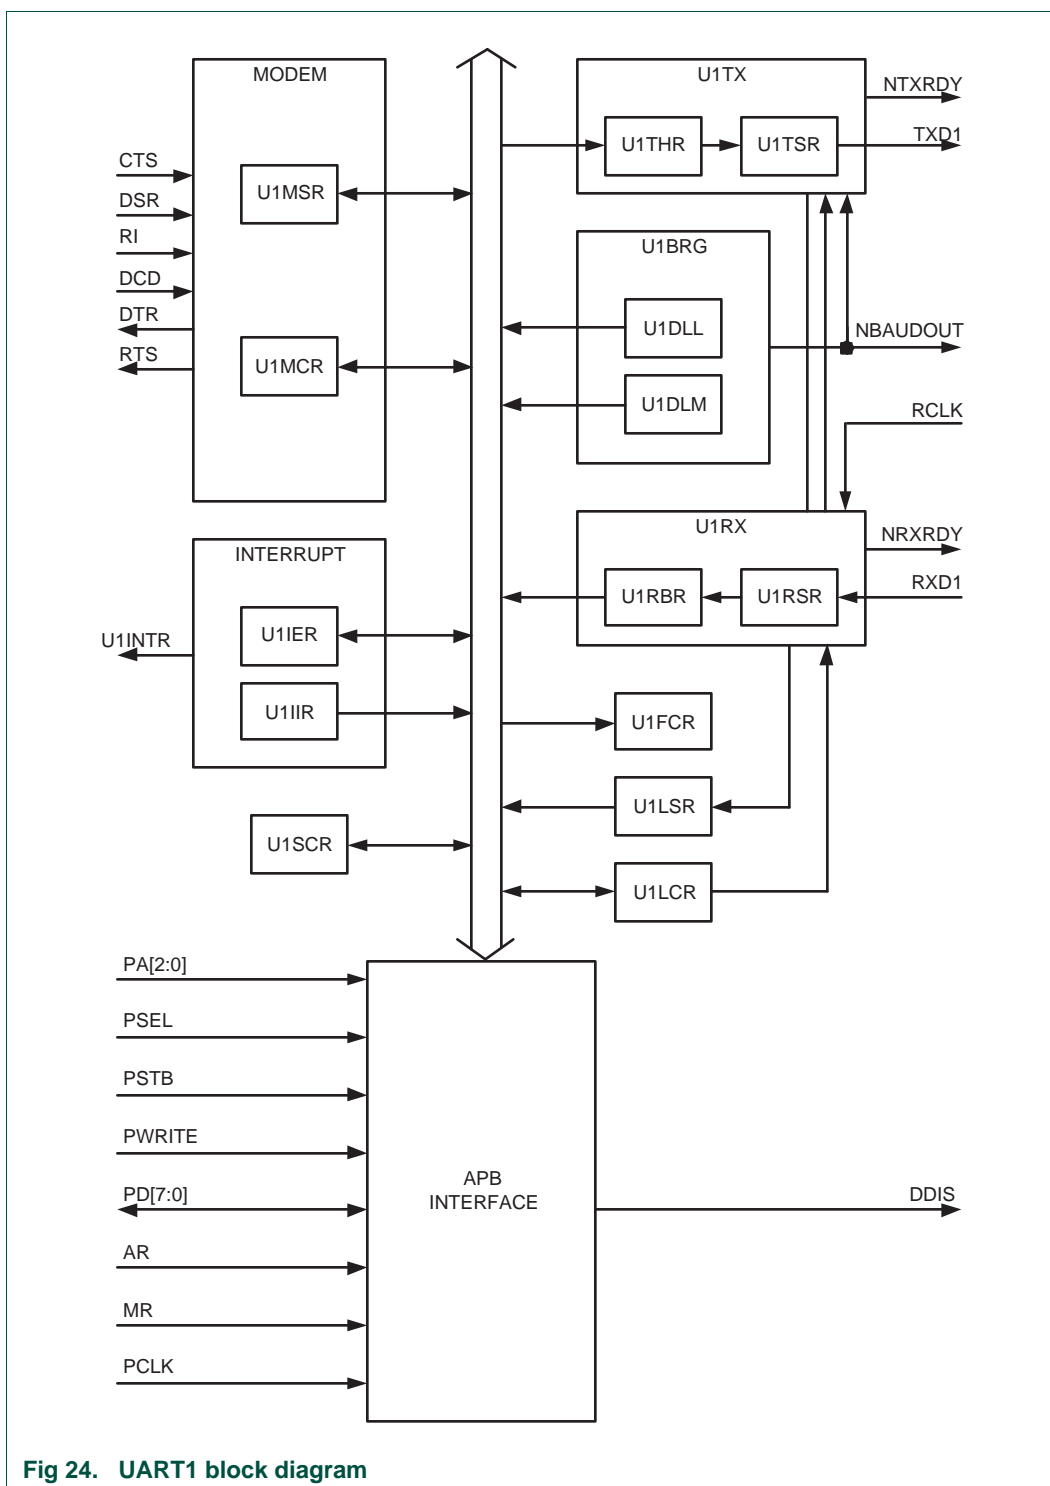 MODEM
CTS
DSR
RI
DCD
DTR
RTS
U1MSR
U1MCR
INTERRUPT
U1INTR
U1IER
U1IIR
U1SCR
U1TX
U1THR
U1TSR
NTXRDY
TXD1
U1BRG
U1DLL
U1DLM
NBAUDOUT
RCLK
U1RX
U1RBR
U1RSR
NRXRDY
RXD1
U1FCR
U1LSR
U1LCR
PA[2:0]
PSEL
PSTB
PWRITE
PD[7:0]
AR
MR
PCLK
APB
INTERFACE
DDIS
Fig 24. UART1 block diagram